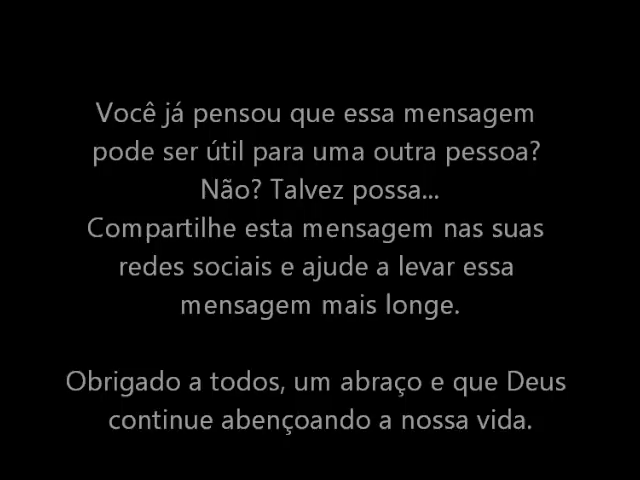 Você já pensou que essa mensagem
pode ser útil para uma outra pessoa?
Não? Talvez possa...
Compartilhe esta mensagem nas suas
redes sociais e ajude a levar essa
mensagem mais longe.
Obrigado a todos, um abraço e que Deus
continue abençoando a nossa vida.